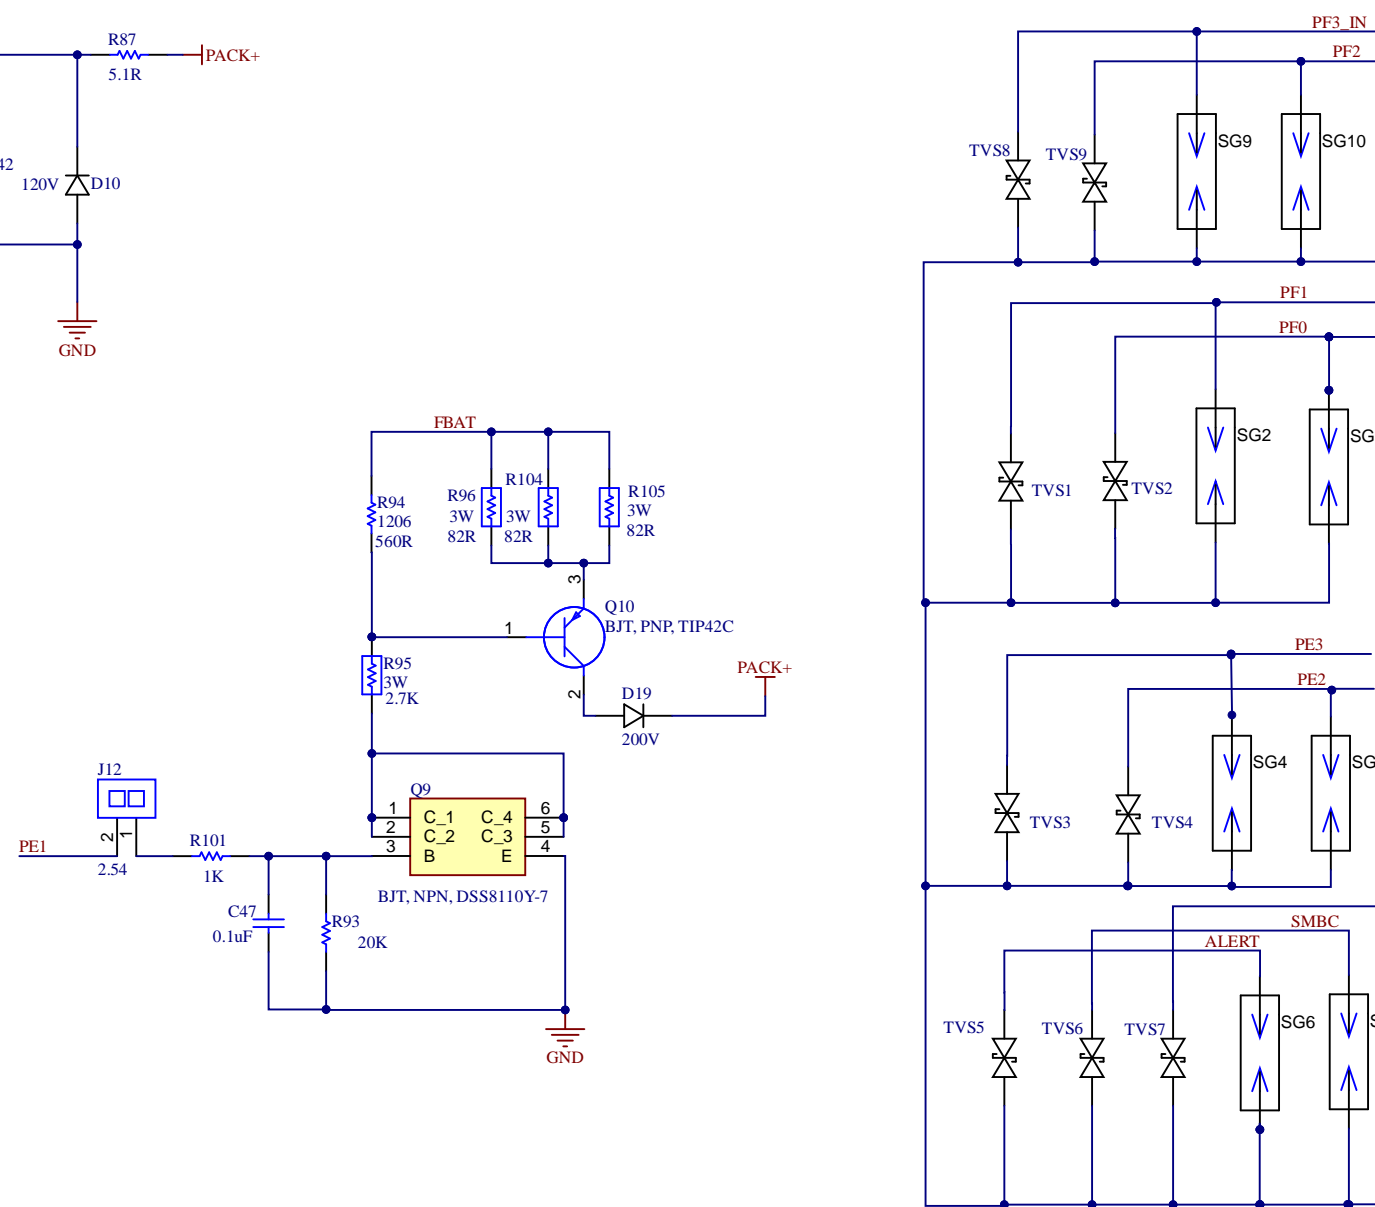 R87
PACK+
5.1R
42
120V
D10
GND
PF3_IN
PF2
TVS8
TVS9
SG9
SG10
PF1
PF0
TVS1
TVS2
SG2
SG
FBAT
R94
1206
560R
R96
3W
82R
R104
3W
82R
R105
3W
82R
3
Q10
BJT, PNP, TIP42C
1
2
R95
3W
2.7K
D19
200V
PACK+
PE3
PE2
TVS3
TVS4
SG4
SG
J12
2
1
2.54
PE1
R101
1K
Q9
1 C_1 C_4 6
2 C_2 C_3 5
3 B E 4
BJT, NPN, DSS8110Y-7
C47
0.1uF
R93
20K
GND
SMBC
ALERT
TVS5
TVS6
TVS7
SG6